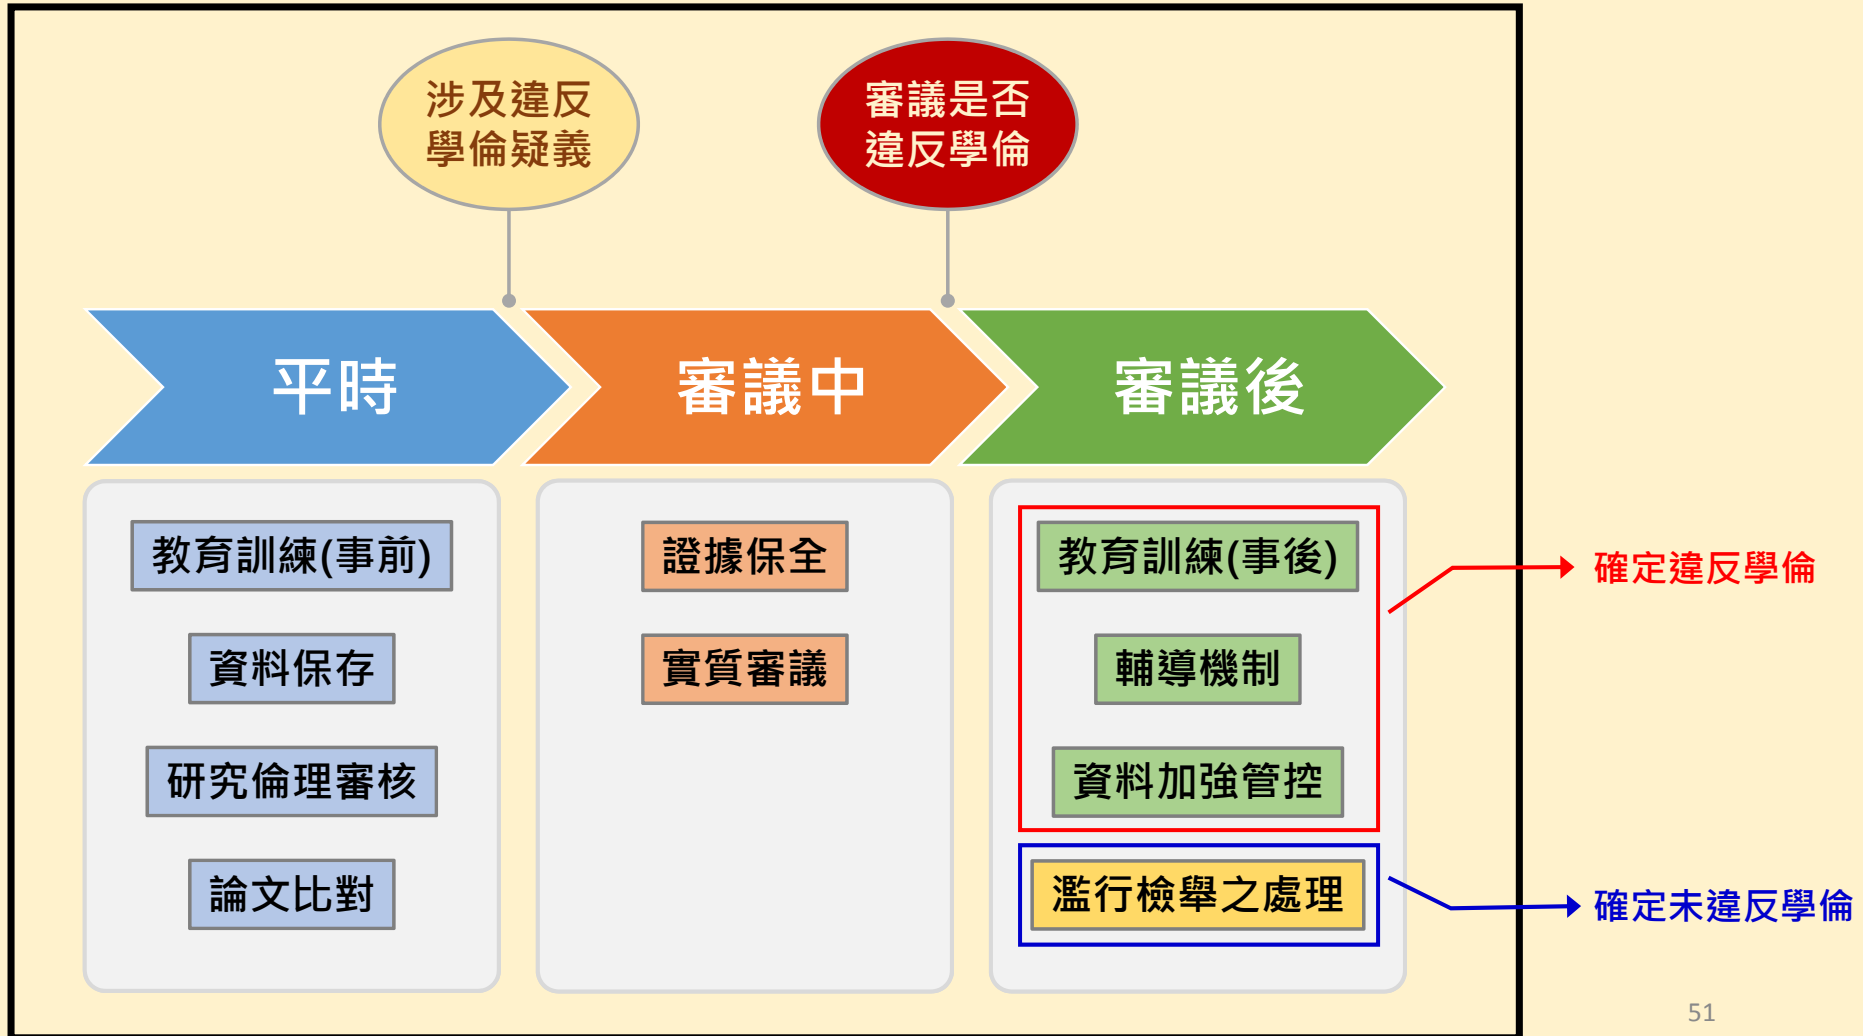 涉及違反
學倫疑義
審議是否
違反學倫
平時
審議中
審議後
教育訓練(事前)
資料保存
研究倫理審核
論文比對
證據保全
實質審議
教育訓練(事後)
輔導機制
資料加強管控
濫行檢舉之處理
確定違反學倫
確定未違反學倫
51